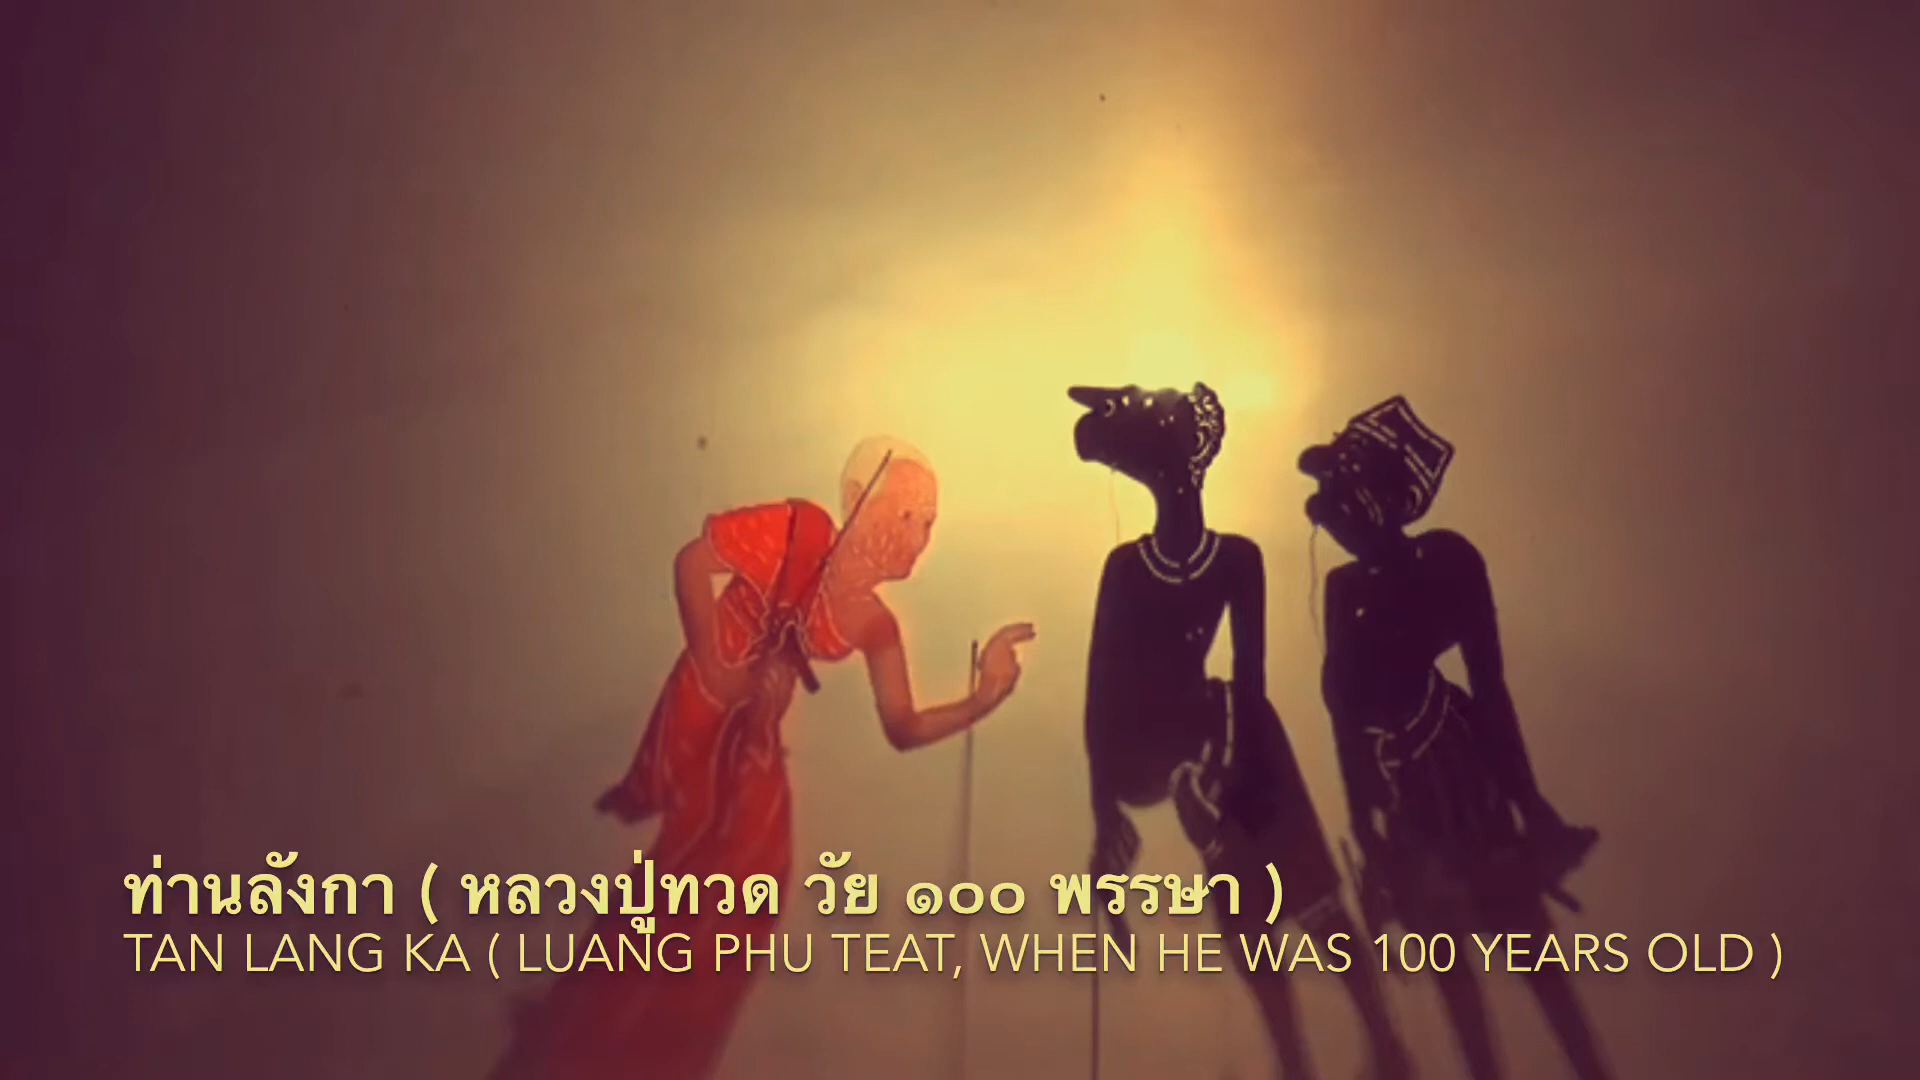 ท่านลังกา ( หลวงปู่ทวด วัย ๑๐๐ พรรษา )
TAN LANG KA ( LUANG PHU TEAT, WHEN HE WAS 100 YEARS OLD )